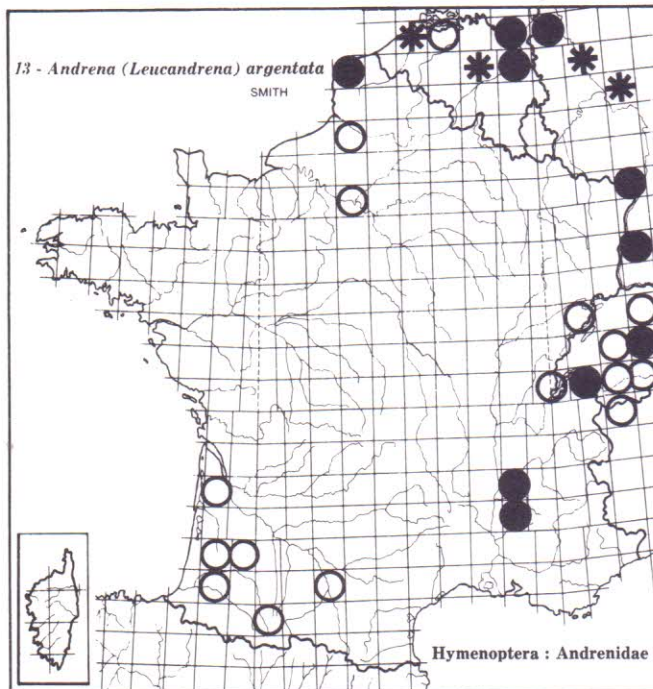 13 - Andrena (Leucandrena) argentata
SMITH
Hymenoptera : Andrenidae